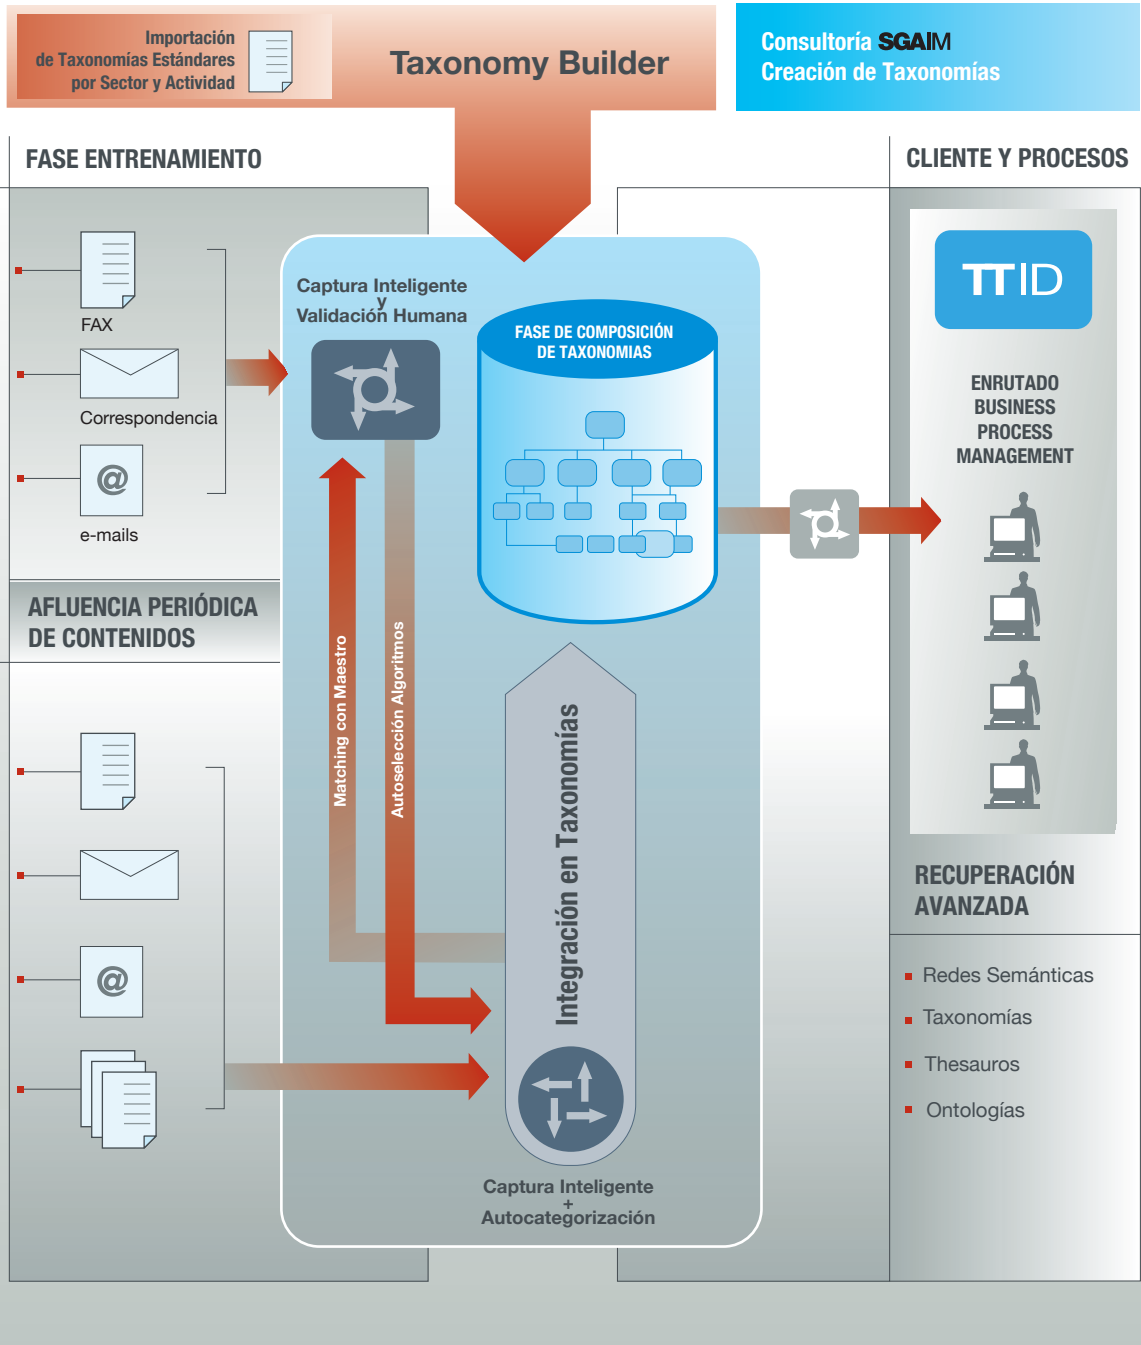 Importación
de Taxonomías Estándares
por Sector y Actividad
Taxonomy Builder
Consultoría SGAIM
Creación de Taxonomías
FASE ENTRENAMIENTO
CLIENTE Y PROCESOS
FAX
Correspondencia
@
e-mails
Captura Inteligente
y
Validación Humana
FASE DE COMPOSICIÓN
DE TAXONOMIAS
TTID
ENRUTADO
BUSINESS
PROCESS
MANAGEMENT
AFLUENCIA PERIÓDICA
DE CONTENIDOS
@
Matching con Maestro
Autoselección Algoritmos
Integración en Taxonomías
Captura Inteligente
+
Autocategorización
RECUPERACIÓN
AVANZADA
Redes Semánticas
Taxonomías
Thesauros
Ontologías